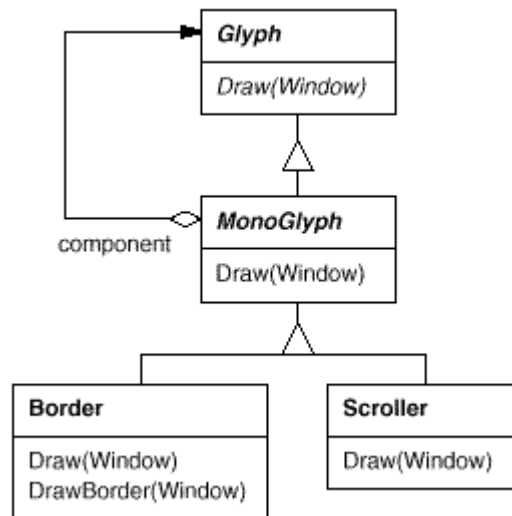 Glyph
Draw(Window)
MonoGlyph
component
Draw(Window)
Border
Draw(Window)
DrawBorder(Window)
Scroller
Draw(Window)